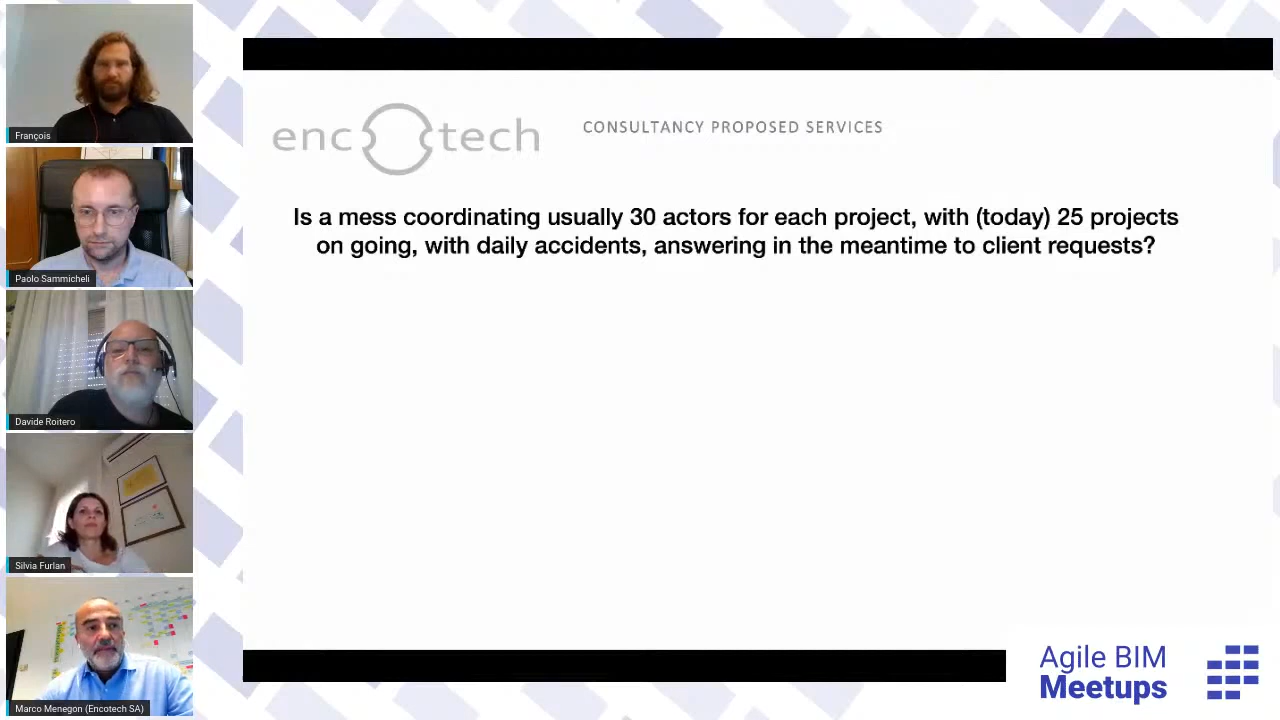 François
Paolo Sammicheli
Davide Roitero
Silvia Furlan
Marco Menegon (Encotech SA)
encotech
CONSULTANCY PROPOSED SERVICES
Is a mess coordinating usually 30 actors for each project, with (today) 25 projects
on going, with daily accidents, answering in the meantime to client requests?
Agile BIM
Meetups